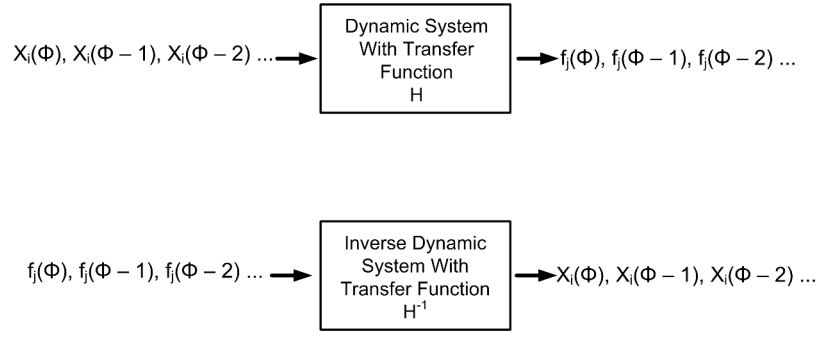 Dynamic System
With Transfer
Function
H
Xᵢ(Φ), Xᵢ(Φ – 1), Xᵢ(Φ – 2) ...
fⱼ(Φ), fⱼ(Φ – 1), fⱼ(Φ – 2) ...
Inverse Dynamic
System With
Transfer Function
H⁻¹
fⱼ(Φ), fⱼ(Φ – 1), fⱼ(Φ – 2) ...
Xᵢ(Φ), Xᵢ(Φ – 1), Xᵢ(Φ – 2) ...